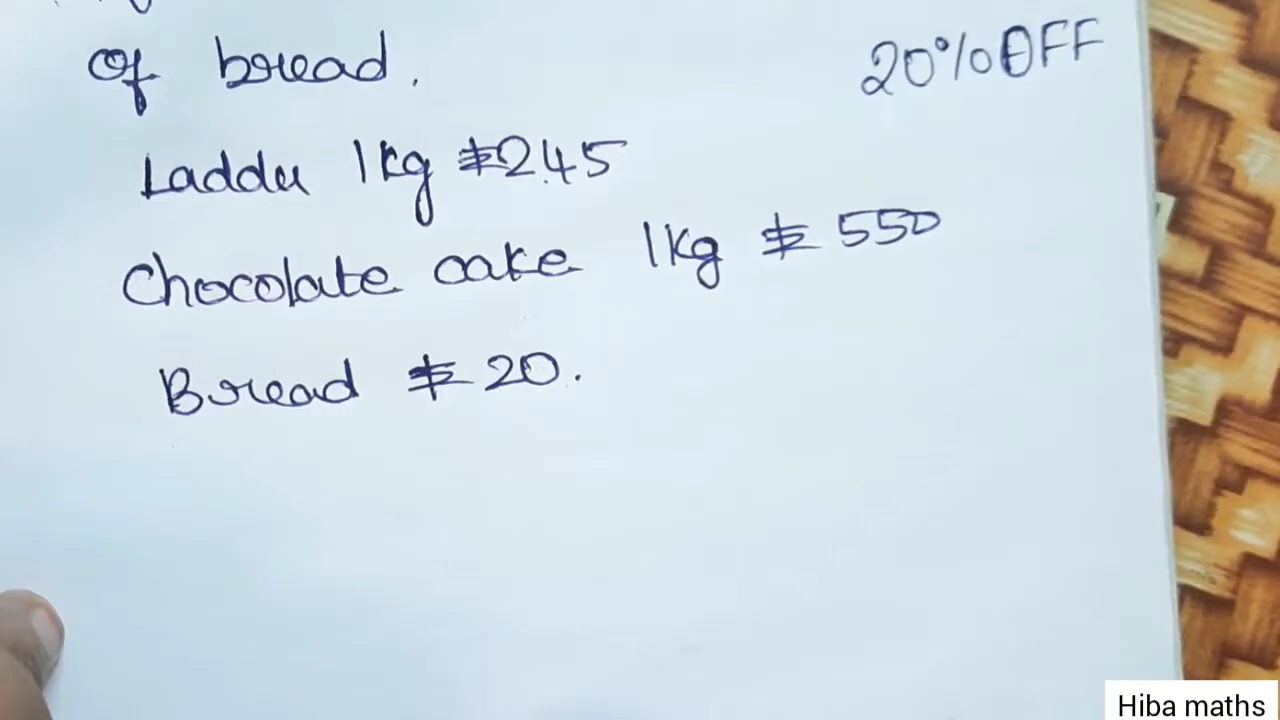 of bread.
20%OFF
Laddu 1kg ₹245
Chocolate cake 1kg ₹ 550
Bread ₹ 20.
Hiba maths